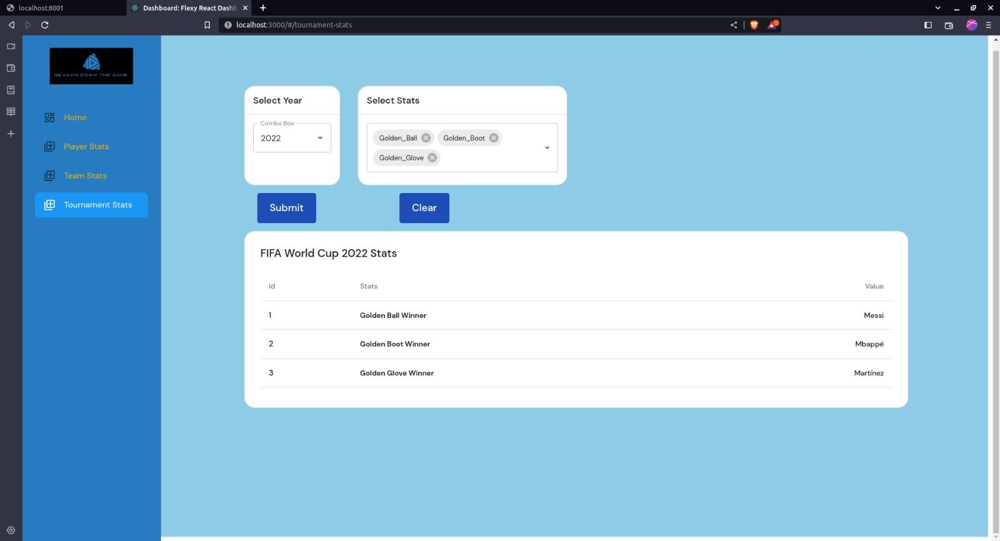 localhost:8001
Dashboard: Flexy React Dashb
localhost:3000/#/tournament-stats
BEAKING DOWN THE GAME
Home
Player Stats
Team Stats
Tournament Stats
Select Year
Combo Box
2022
Select Stats
Golden_Ball Golden_Boot
Golden_Glove
Submit Clear
FIFA World Cup 2022 Stats
Id Stats Value
1 Golden Ball Winner Messi
2 Golden Boot Winner Mbappé
3 Golden Glove Winner Martínez